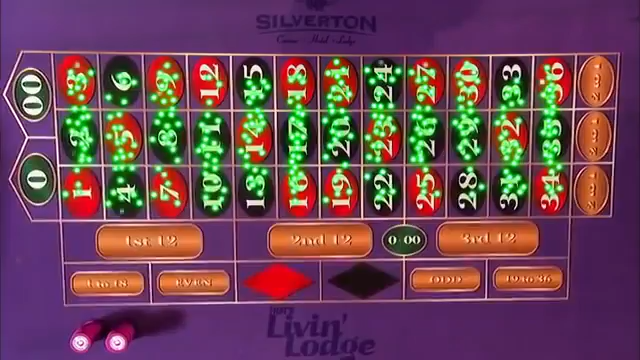 SILVERTON
Casino • Hotel • Lodge
00 3 6 9 12 15 18 21 24 27 30 33 36 2 to 1
2 5 8 11 14 17 20 23 26 29 32 35 2 to 1
0 1 4 7 10 13 16 19 22 25 28 31 34 2 to 1
1st 12 2nd 12 0 00 3rd 12
1 to 18 EVEN ODD 19 to 36
Livin'
Lodge